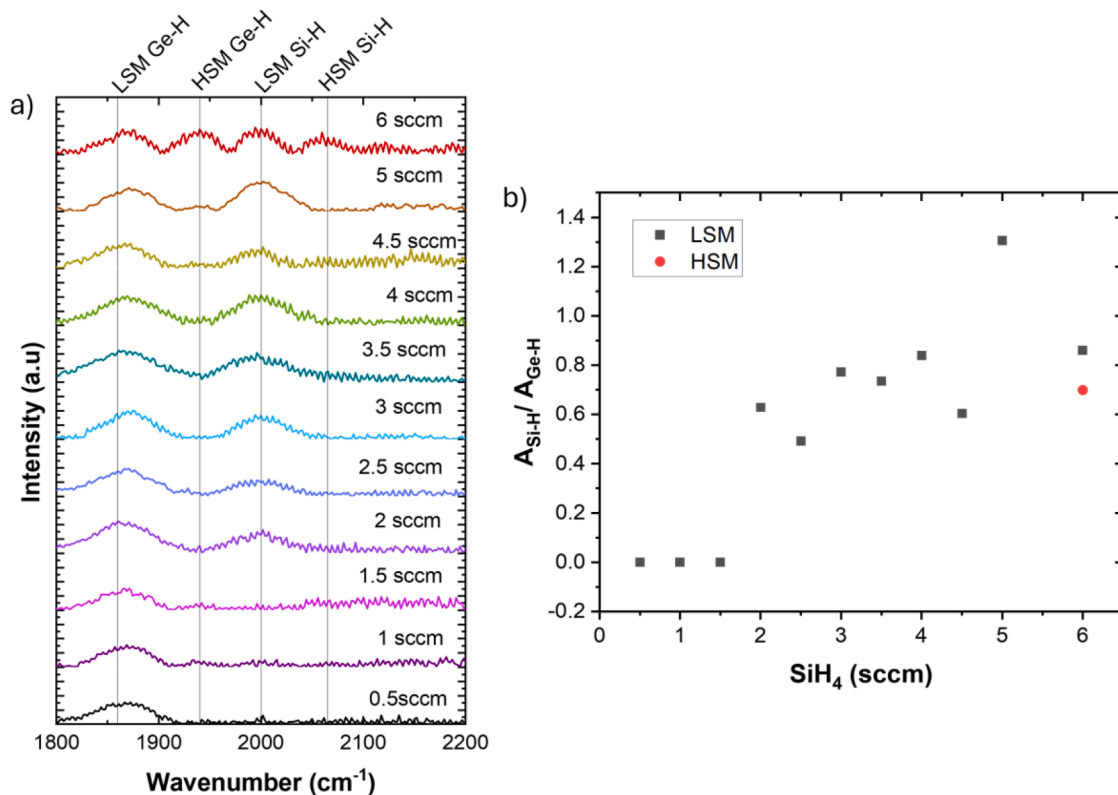 a)
LSM Ge-H
HSM Ge-H
LSM Si-H
HSM Si-H
6 sccm
5 sccm
4.5 sccm
4 sccm
3.5 sccm
3 sccm
2.5 sccm
2 sccm
1.5 sccm
1 sccm
0.5sccm
Intensity (a.u)
1800 1900 2000 2100 2200
Wavenumber (cm⁻¹)
b)
LSM
HSM
1.4
1.2
1.0
0.8
0.6
0.4
0.2
0.0
-0.2
A_Si-H/ A_Ge-H
0 1 2 3 4 5 6
SiH₄ (sccm)